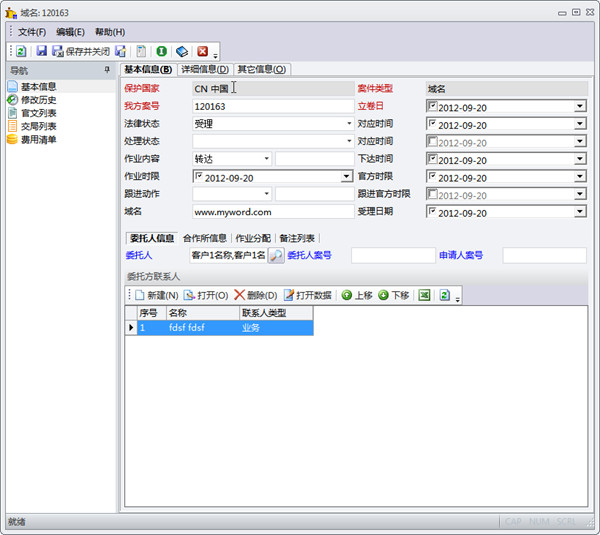 域名: 120163
文件(F) 编辑(E) 帮助(H)
保存并关闭
导航
基本信息
修改历史
官文列表
交局列表
费用清单
基本信息(B) 详细信息(D) 其它信息(O)
保护国家 CN 中国 案件类型 域名
我方案号 120163 立卷日 2012-09-20
法律状态 受理 对应时间 2012-09-20
处理状态 对应时间 2012-09-20
作业内容 转达 下达时间 2012-09-20
作业时限 2012-09-20 官方时限 2012-09-20
跟进动作 跟进官方时限 2012-09-20
域名 www.myword.com 受理日期 2012-09-20
委托人信息 合作所信息 作业分配 备注列表
委托人 客户1名称,客户1名 委托人案号 申请人案号
委托方联系人
新建(N) 打开(O) 删除(D) 打开数据 上移 下移
序号 名称 联系人类型
1 fdsf fdsf 业务
就绪 CAP NUM SCRL